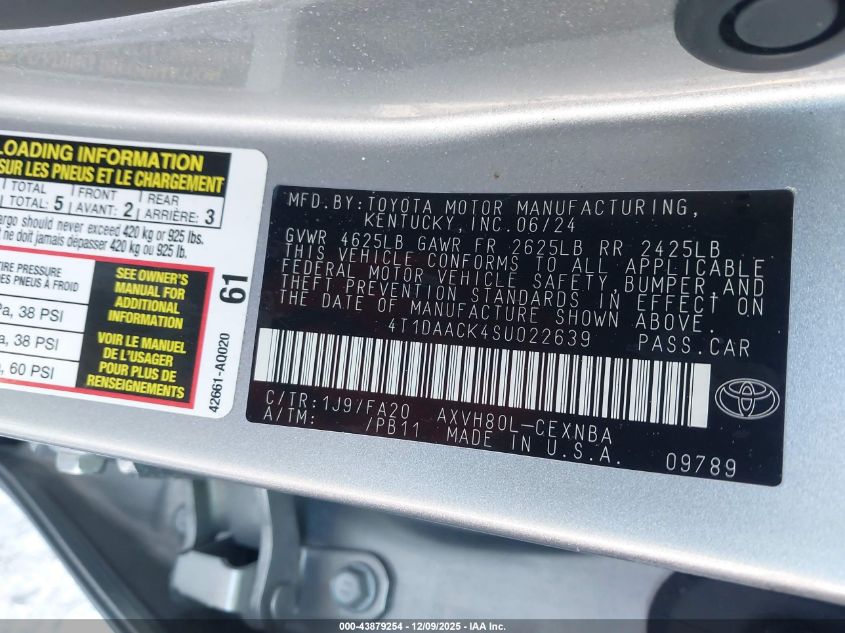 LOADING INFORMATION
SUR LES PNEUS ET LE CHARGEMENT
TOTAL FRONT REAR
TOTAL: 5 AVANT: 2 ARRIÈRE: 3
should never exceed 420 kg or 925 lbs.
ne doit jamais dépasser 420 kg ou 925 lb.
TIRE PRESSURE
DES PNEUS À FROID
38 PSI
38 PSI
60 PSI
SEE OWNER'S
MANUAL FOR
ADDITIONAL
INFORMATION
VOIR LE MANUEL
DE L'USAGER
POUR PLUS DE
RENSEIGNEMENTS
61
42661-A0020
MFD.BY:TOYOTA MOTOR MANUFACTURING,
KENTUCKY,INC.06/24
GVWR 4625LB GAWR FR 2625LB RR 2425LB
THIS VEHICLE CONFORMS TO ALL APPLICABLE
FEDERAL MOTOR VEHICLE SAFETY,BUMPER,AND
THEFT PREVENTION STANDARDS IN EFFECT ON
THE DATE OF MANUFACTURE SHOWN ABOVE.
4T1DAACK4SU022639 PASS.CAR
C/TR:1J9/FA20 AXVH80L-CEXNBA
A/TM: /PB11 MADE IN U.S.A.
09789
000-43879254 | 12/09/2025 - IAA Inc.